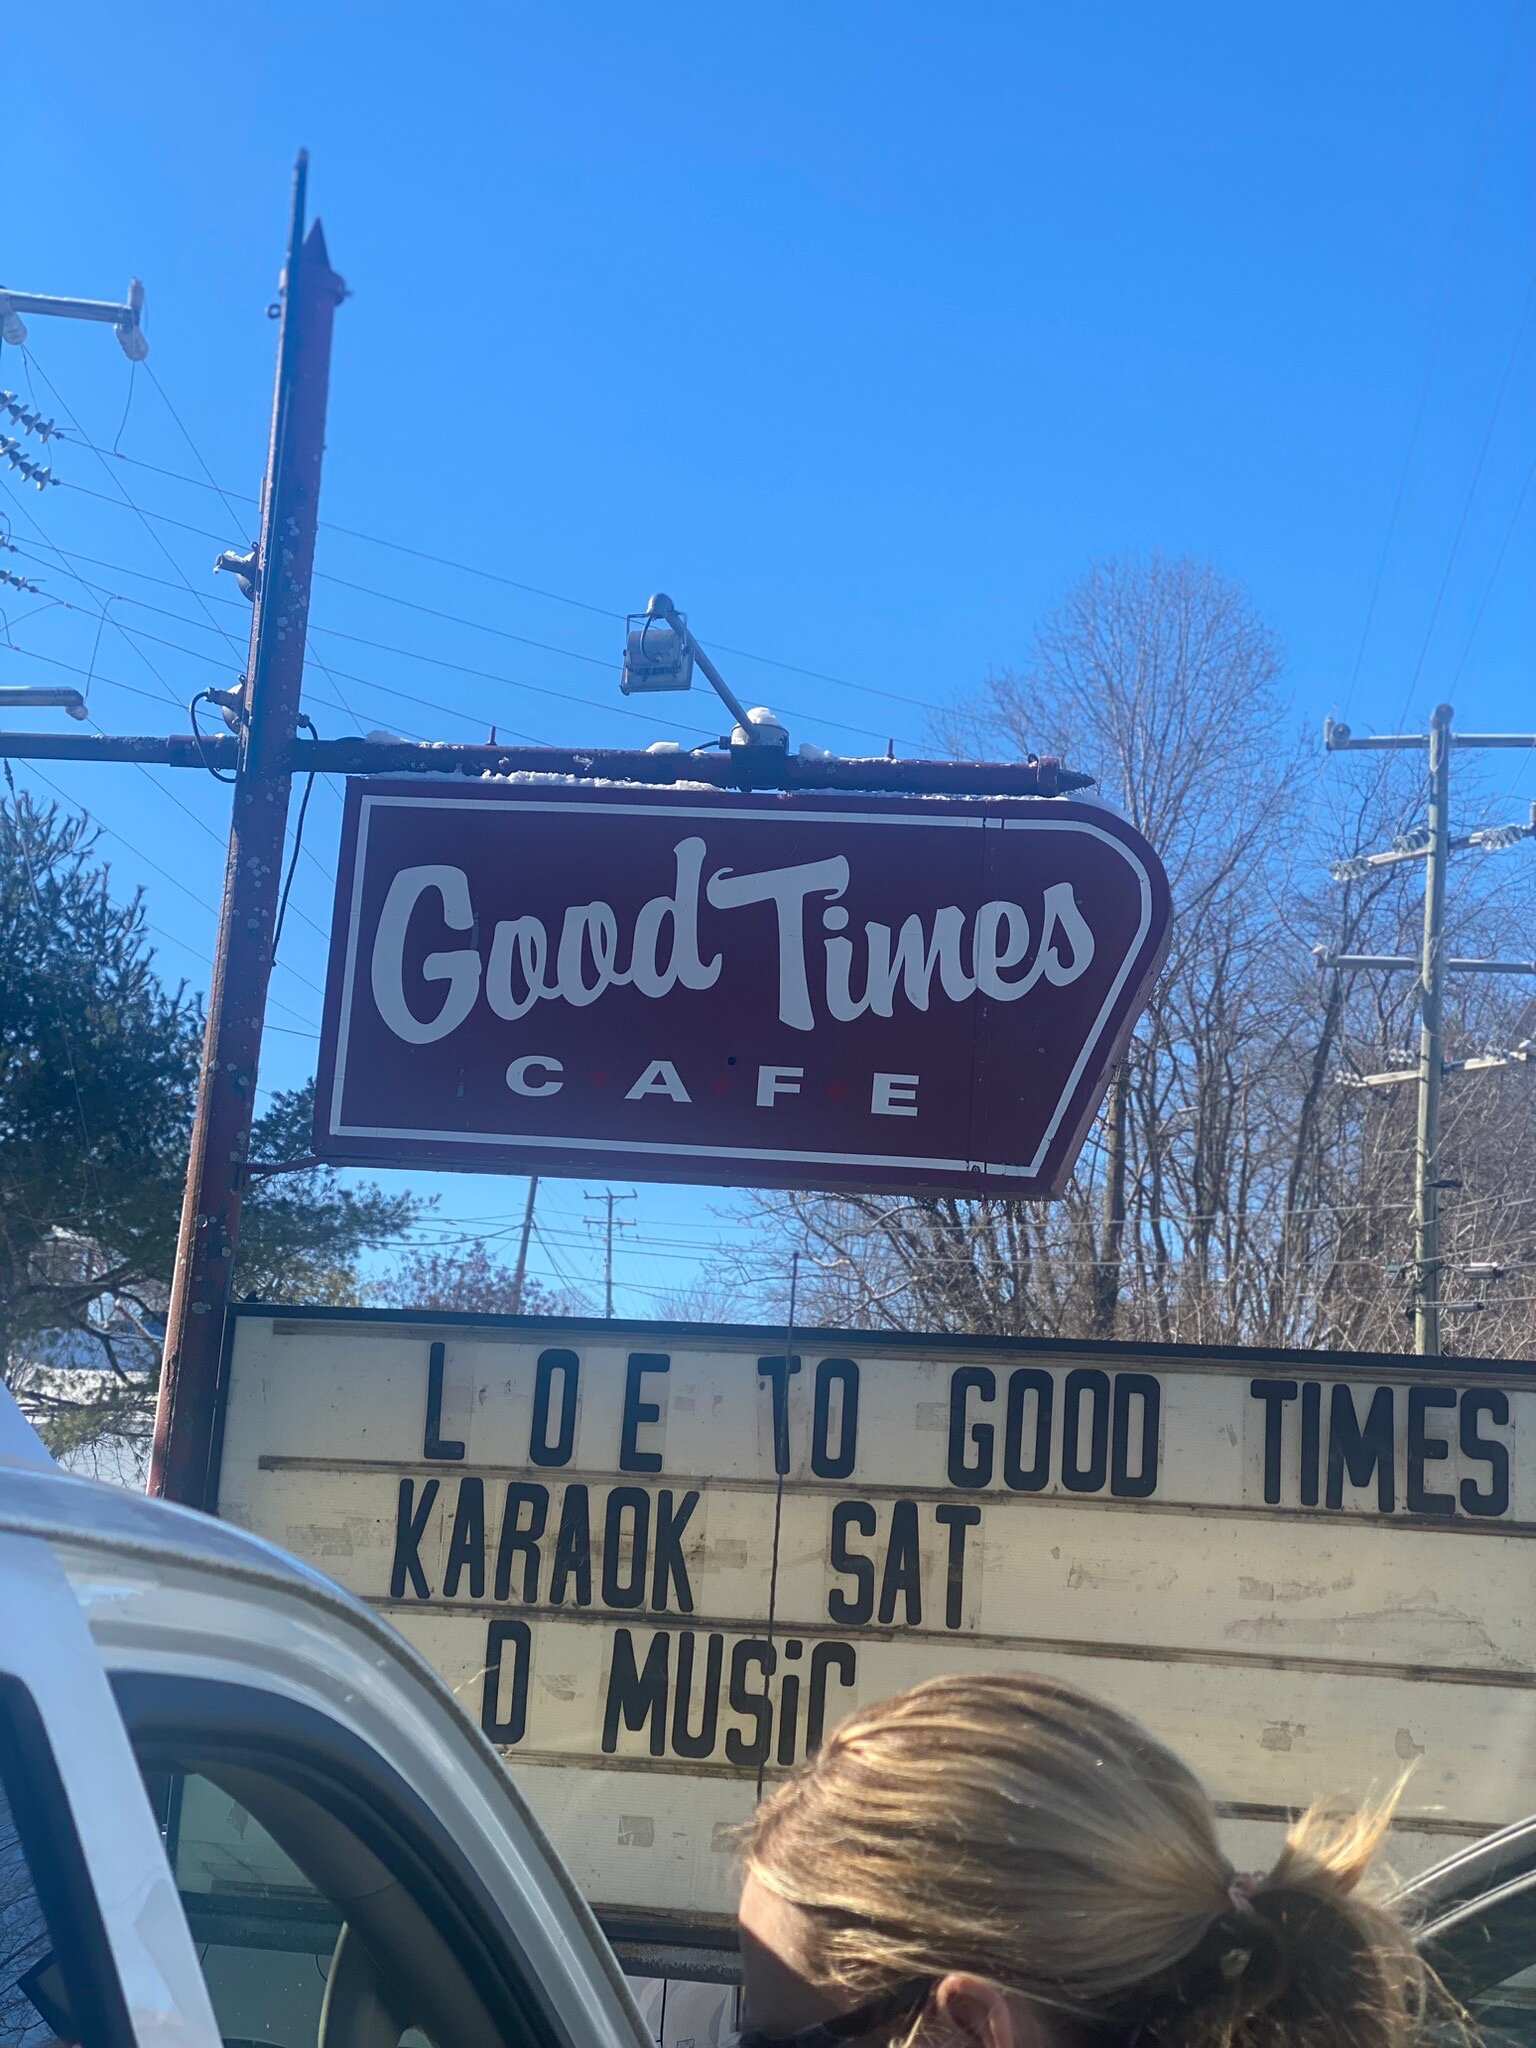 Good Times
CAFE
L OE TO GOOD TIMES
KARAOK SAT
D MUSiC